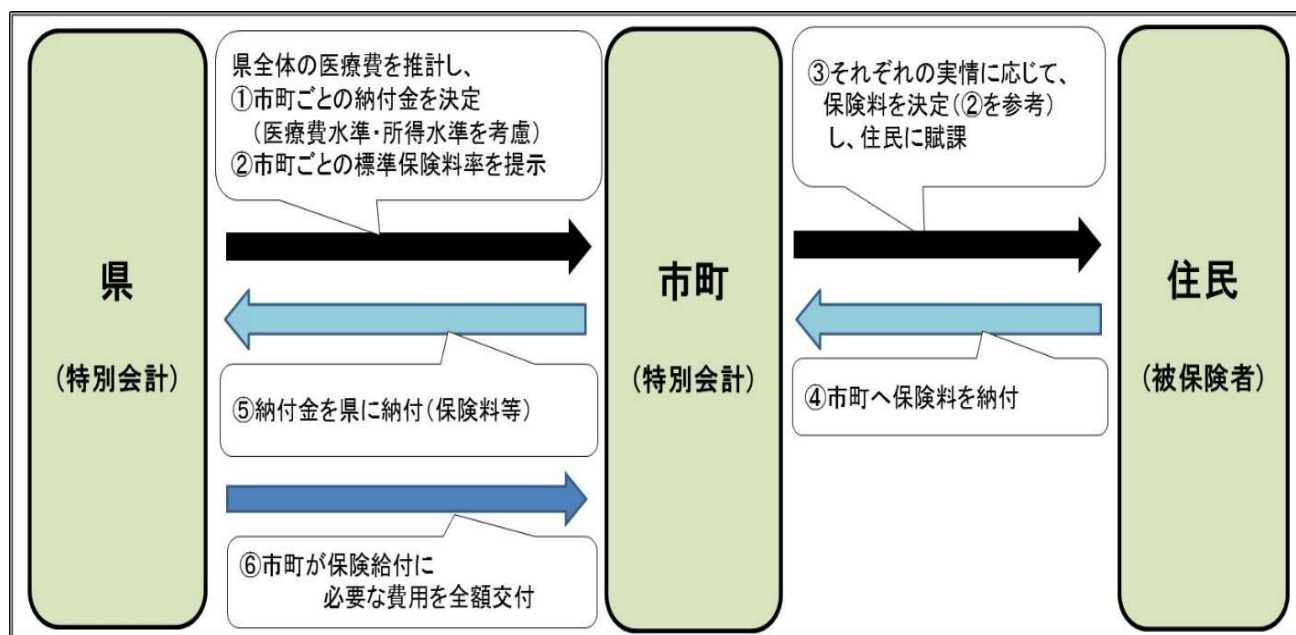 県
(特別会計)
県全体の医療費を推計し、
①市町ごとの納付金を決定
(医療費水準・所得水準を考慮)
②市町ごとの標準保険料率を提示
⑤納付金を県に納付(保険料等)
⑥市町が保険給付に
必要な費用を全額交付
市町
(特別会計)
③それぞれの実情に応じて、
保険料を決定(②を参考)
し、住民に賦課
④市町へ保険料を納付
住民
(被保険者)